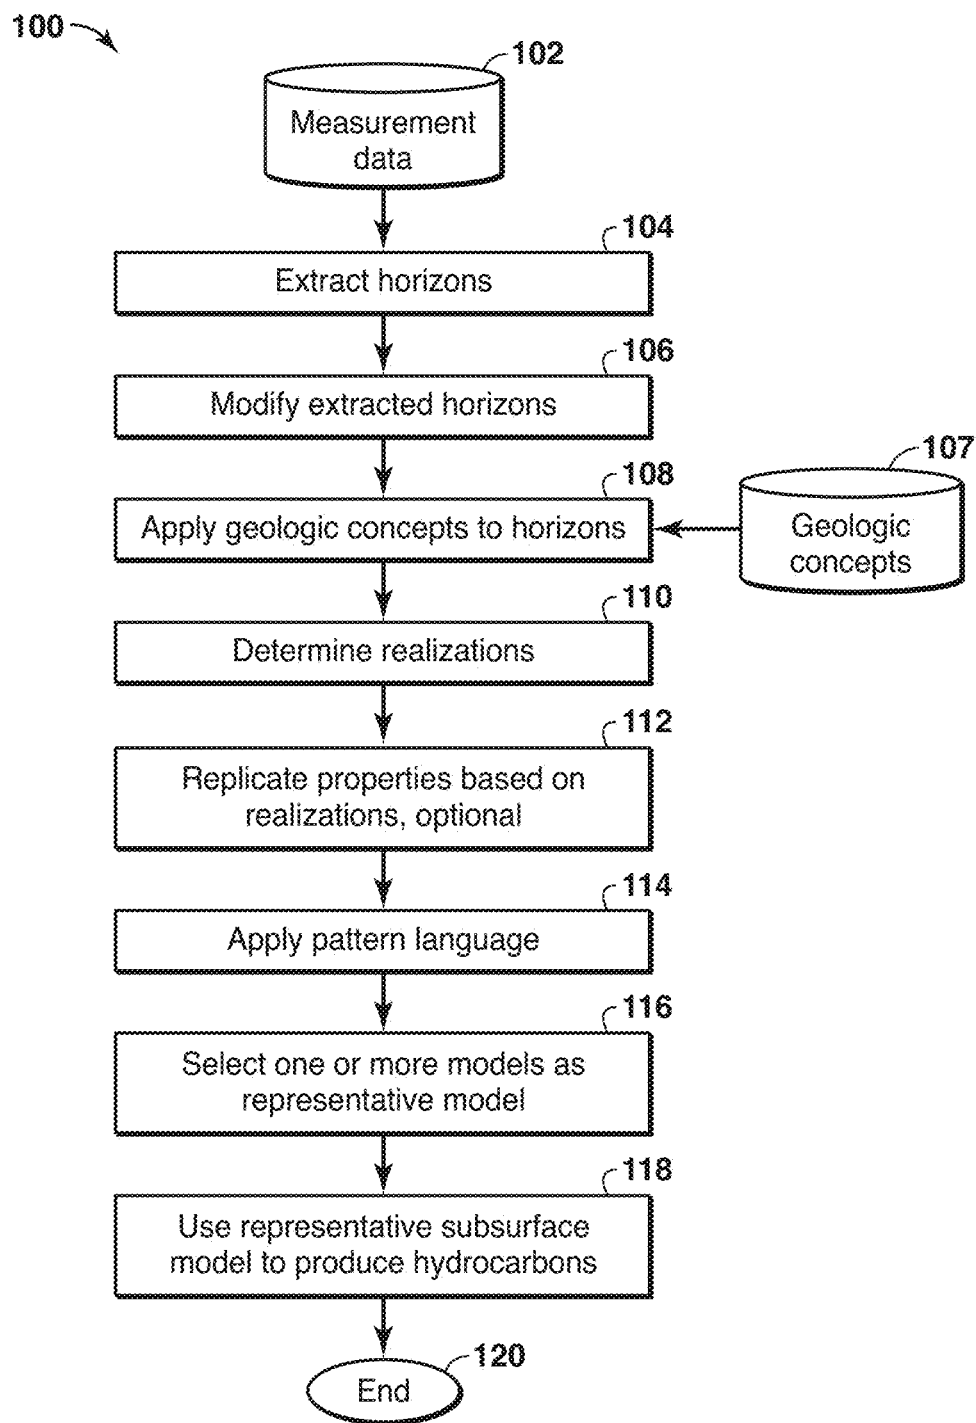 100
102
Measurement
data
104
Extract horizons
106
Modify extracted horizons
108
Apply geologic concepts to horizons
107
Geologic
concepts
110
Determine realizations
112
Replicate properties based on
realizations, optional
114
Apply pattern language
116
Select one or more models as
representative model
118
Use representative subsurface
model to produce hydrocarbons
120
End